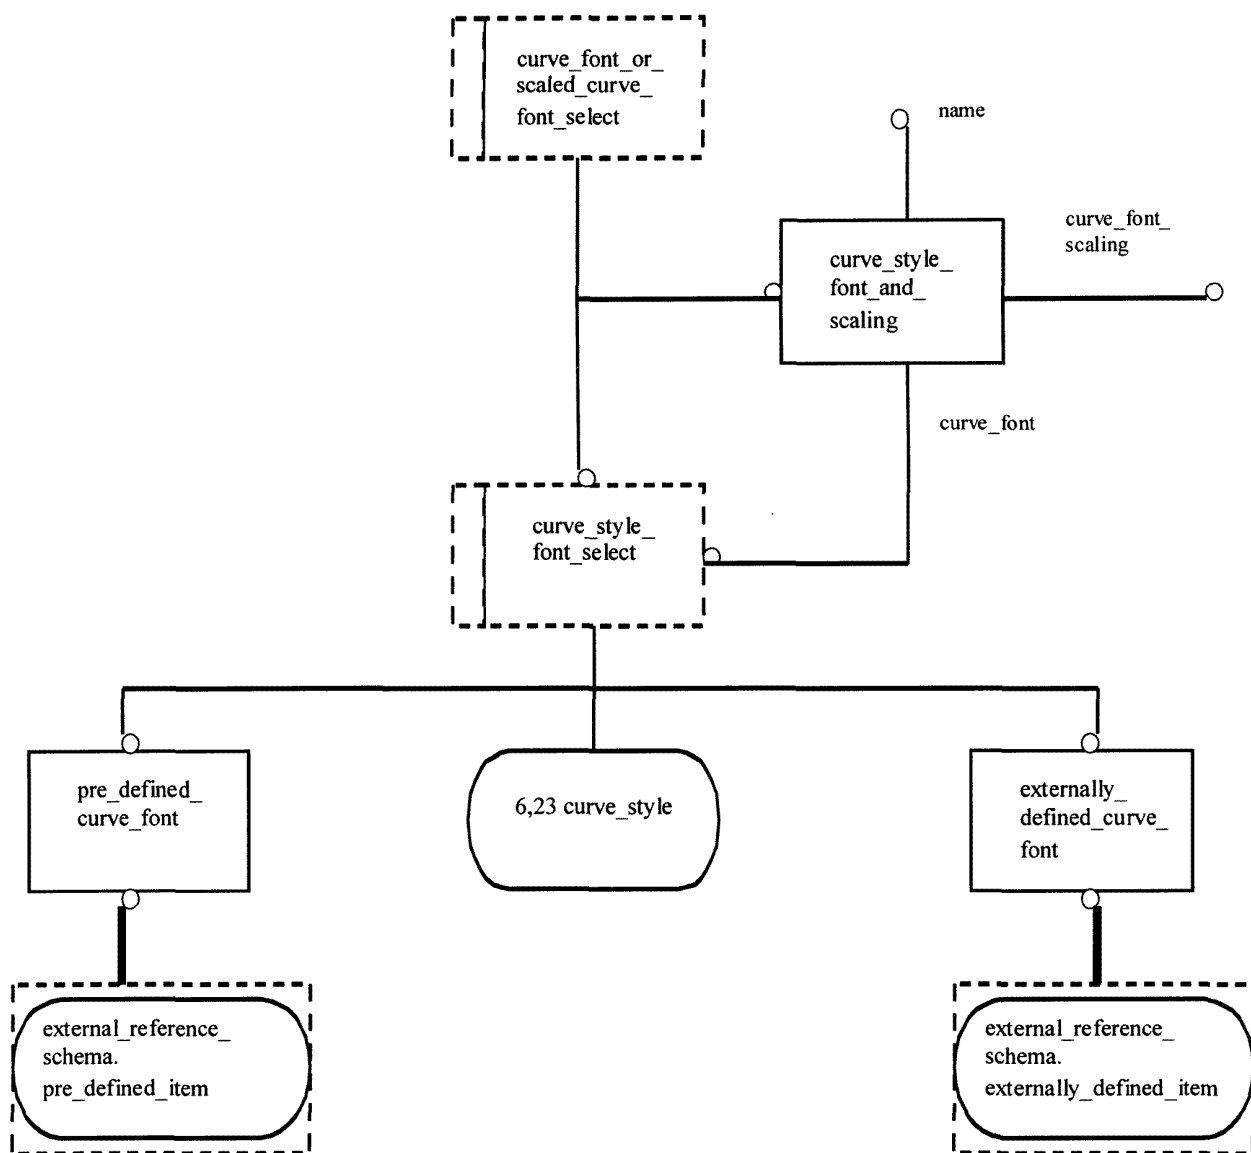 curve_font_or_
scaled_curve_
font_select
name
curve_font_
scaling
curve_style_
font_and_
scaling
curve_font
curve_style_
font_select
pre_defined_
curve_font
6,23 curve_style
externally_
defined_curve_
font
external_reference_
schema.
pre_defined_item
external_reference_
schema.
externally_defined_item